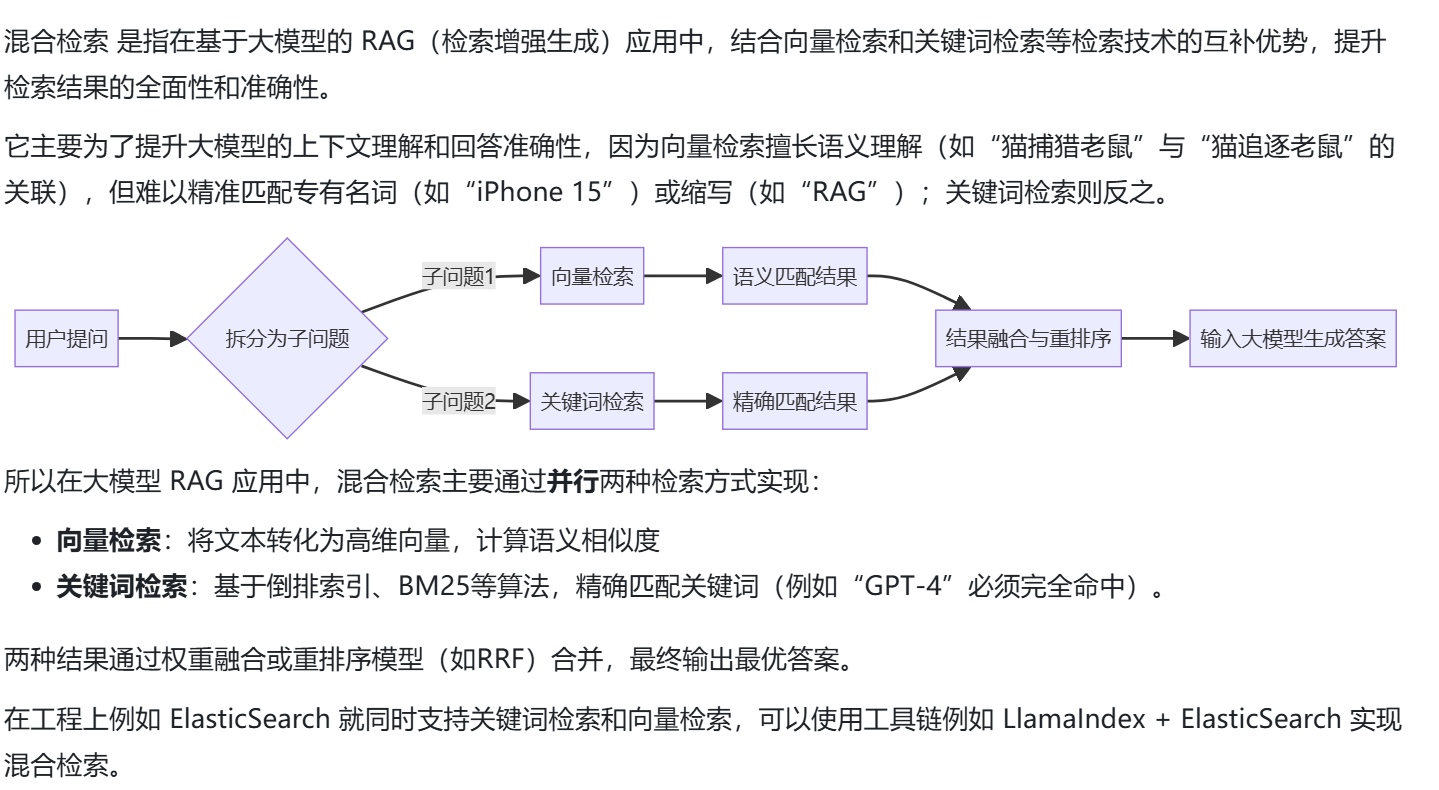 混合检索 是指在基于大模型的 RAG（检索增强生成）应用中，结合向量检索和关键词检索等检索技术的互补优势，提升
检索结果的全面性和准确性。
它主要为了提升大模型的上下文理解和回答准确性，因为向量检索擅长语义理解（如“猫捕猎老鼠”与“猫追逐老鼠”的
关联），但难以精准匹配专有名词（如“iPhone 15”）或缩写（如“RAG”）；关键词检索则反之。
用户提问
拆分为子问题
子问题1
向量检索
语义匹配结果
子问题2
关键词检索
精确匹配结果
结果融合与重排序
输入大模型生成答案
所以在大模型 RAG 应用中，混合检索主要通过并行两种检索方式实现：
• 向量检索：将文本转化为高维向量，计算语义相似度
• 关键词检索：基于倒排索引、BM25等算法，精确匹配关键词（例如“GPT-4”必须完全命中）。
两种结果通过权重融合或重排序模型（如RRF）合并，最终输出最优答案。
在工程上例如 ElasticSearch 就同时支持关键词检索和向量检索，可以使用工具链例如 LlamaIndex + ElasticSearch 实现
混合检索。